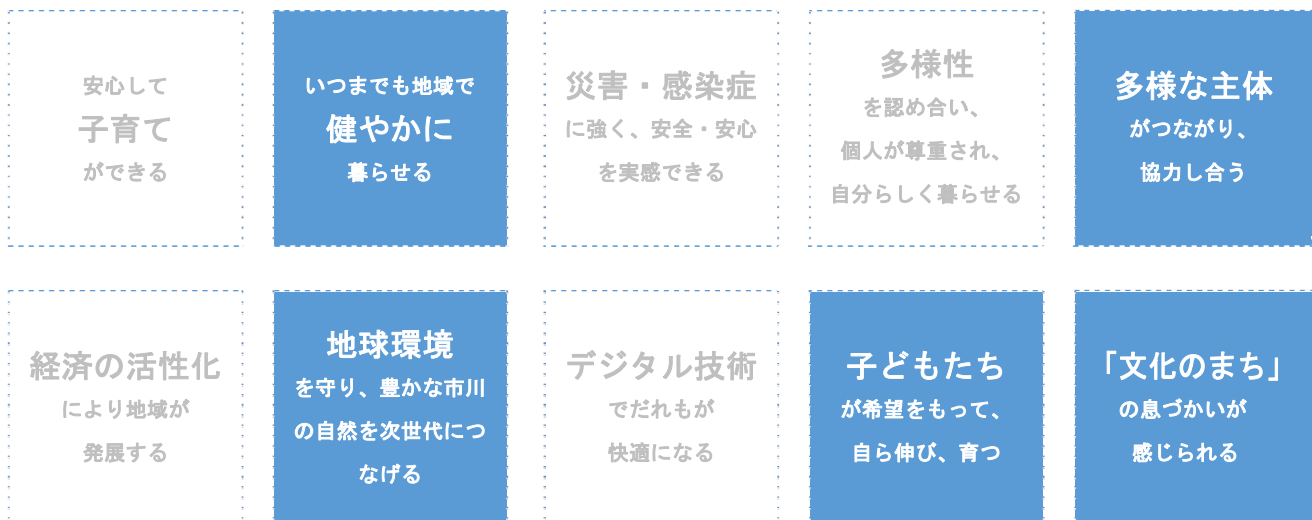 安心して
子育て
ができる
いつまでも地域で
健やかに
暮らせる
災害・感染症
に強く、安全・安心
を実感できる
多様性
を認め合い、
個人が尊重され、
自分らしく暮らせる
多様な主体
がつながり、
協力し合う
経済の活性化
により地域が
発展する
地球環境
を守り、豊かな市川
の自然を次世代につ
なげる
デジタル技術
でだれもが
快適になる
子どもたち
が希望をもって、
自ら伸び、育つ
「文化のまち」
の息づかいが
感じられる